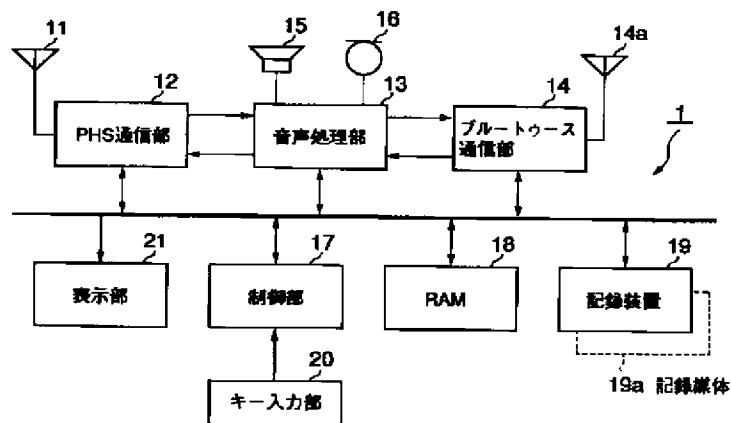 11
15
16
14a
12
13
14
1
PHS通信部
音声処理部
ブルートゥース
通信部
21
17
18
19
表示部
制御部
RAM
記録装置
20
19a 記録媒体
キー入力部